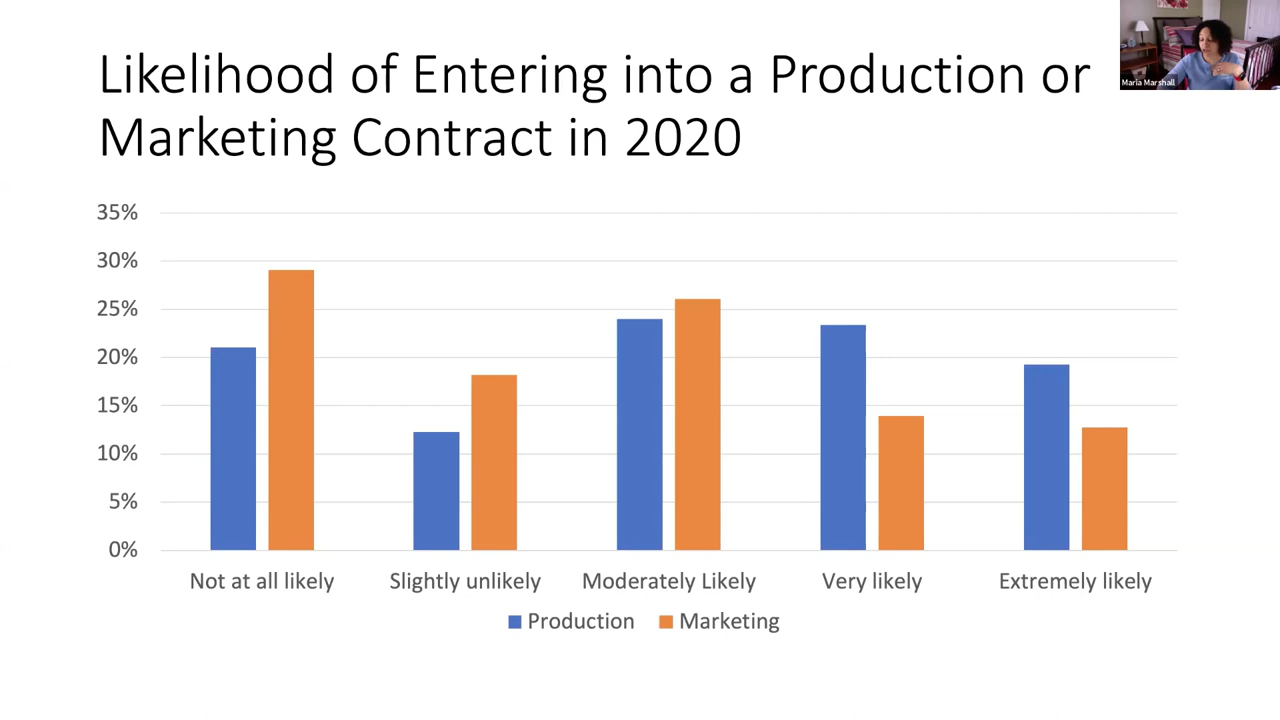 Likelihood of Entering into a Production or
Marketing Contract in 2020
Maria Marshall
35%
30%
25%
20%
15%
10%
5%
0%
Not at all likely Slightly unlikely Moderately Likely Very likely Extremely likely
Production Marketing